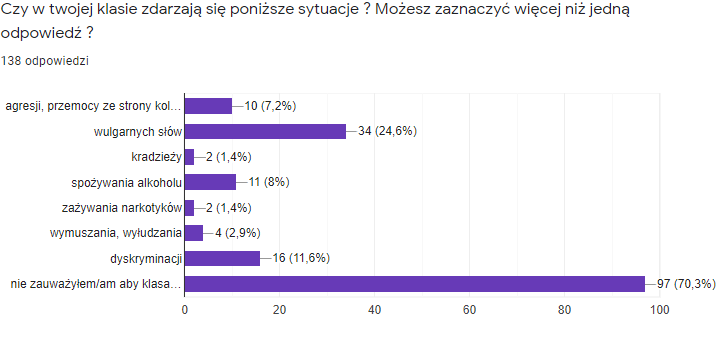 Czy w twojej klasie zdarzają się poniższe sytuacje ? Możesz zaznaczyć więcej niż jedną
odpowiedź ?
138 odpowiedzi
agresji, przemocy ze strony kol… 10 (7,2%)
wulgarnych słów 34 (24,6%)
kradzieży 2 (1,4%)
spożywania alkoholu 11 (8%)
zażywania narkotyków 2 (1,4%)
wymuszania, wyłudzania 4 (2,9%)
dyskryminacji 16 (11,6%)
nie zauważyłem/am aby klasa… 97 (70,3%)
0 20 40 60 80 100